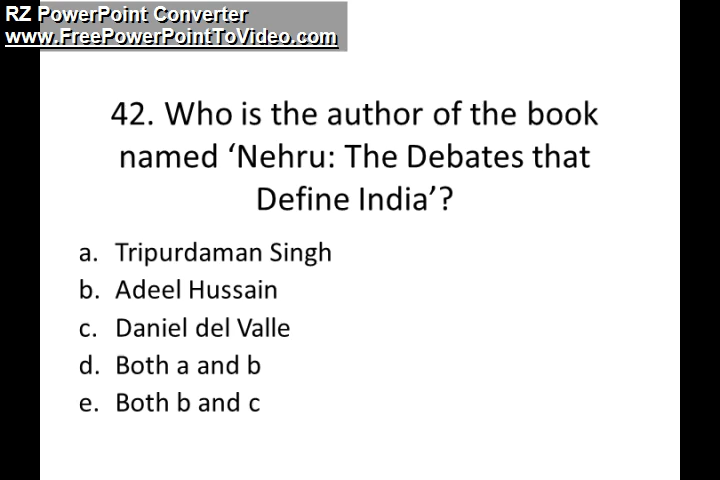 RZ PowerPoint Converter
www.FreePowerPointToVideo.com
42. Who is the author of the book
named ‘Nehru: The Debates that
Define India’?
a. Tripurdaman Singh
b. Adeel Hussain
c. Daniel del Valle
d. Both a and b
e. Both b and c